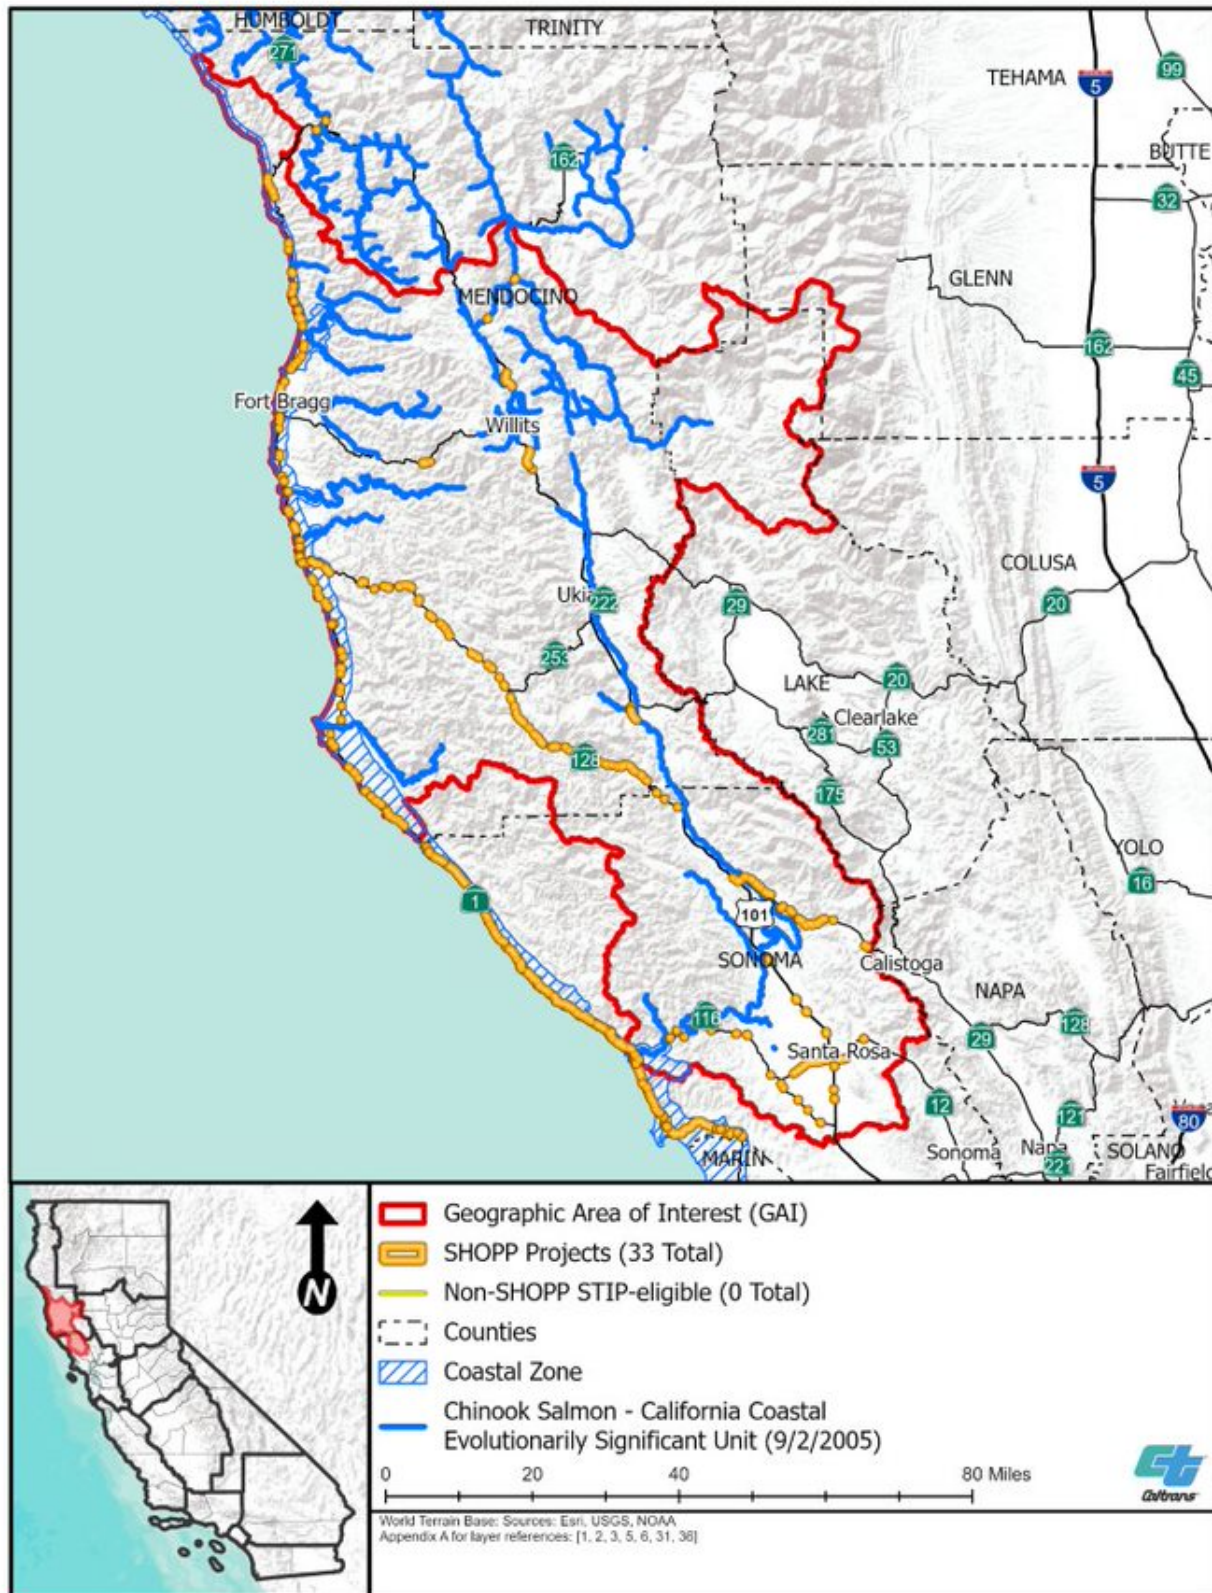 HUMBOLDT
TRINITY
271
TEHAMA
5
99
BUTTE
162
32
GLENN
MENDOCINO
162
45
Fort Bragg
Willits
5
COLUSA
222
29
20
253
LAKE
20
Clearlake
281
53
128
175
YOLO
16
1
101
SONOMA
Calistoga
NAPA
116
128
29
Santa Rosa
12
121
80
MARIN
Sonoma
Napa
SOLANO
221
Fairfield
N
Geographic Area of Interest (GAI)
SHOPP Projects (33 Total)
Non-SHOPP STIP-eligible (0 Total)
Counties
Coastal Zone
Chinook Salmon - California Coastal
Evolutionarily Significant Unit (9/2/2005)
0 20 40 80 Miles
ct
Caltrans
World Terrain Base: Sources: Esri, USGS, NOAA
Appendix A for layer references: [1, 2, 3, 5, 6, 31, 36]